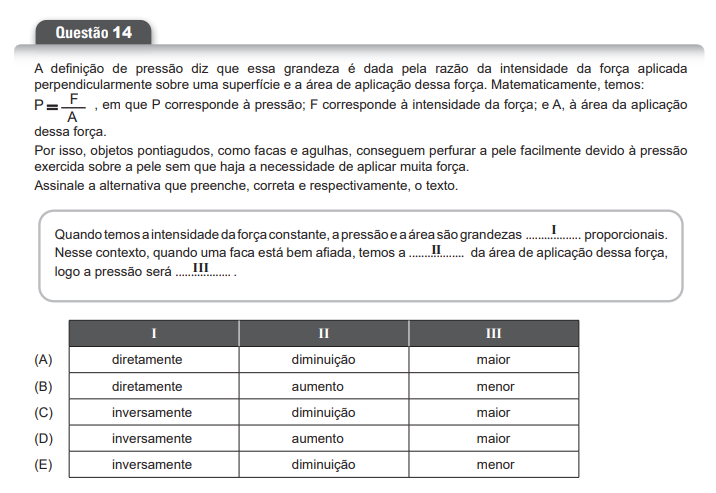 Questão 14
A definição de pressão diz que essa grandeza é dada pela razão da intensidade da força aplicada
perpendicularmente sobre uma superfície e a área de aplicação dessa força. Matematicamente, temos:
P = F/A , em que P corresponde à pressão; F corresponde à intensidade da força; e A, à área da aplicação
dessa força.
Por isso, objetos pontiagudos, como facas e agulhas, conseguem perfurar a pele facilmente devido à pressão
exercida sobre a pele sem que haja a necessidade de aplicar muita força.
Assinale a alternativa que preenche, correta e respectivamente, o texto.
Quando temos a intensidade da força constante, a pressão e a área são grandezas ........I........ proporcionais.
Nesse contexto, quando uma faca está bem afiada, temos a ........II........ da área de aplicação dessa força,
logo a pressão será ........III........ .
I II III
(A) diretamente diminuição maior
(B) diretamente aumento menor
(C) inversamente diminuição maior
(D) inversamente aumento maior
(E) inversamente diminuição menor